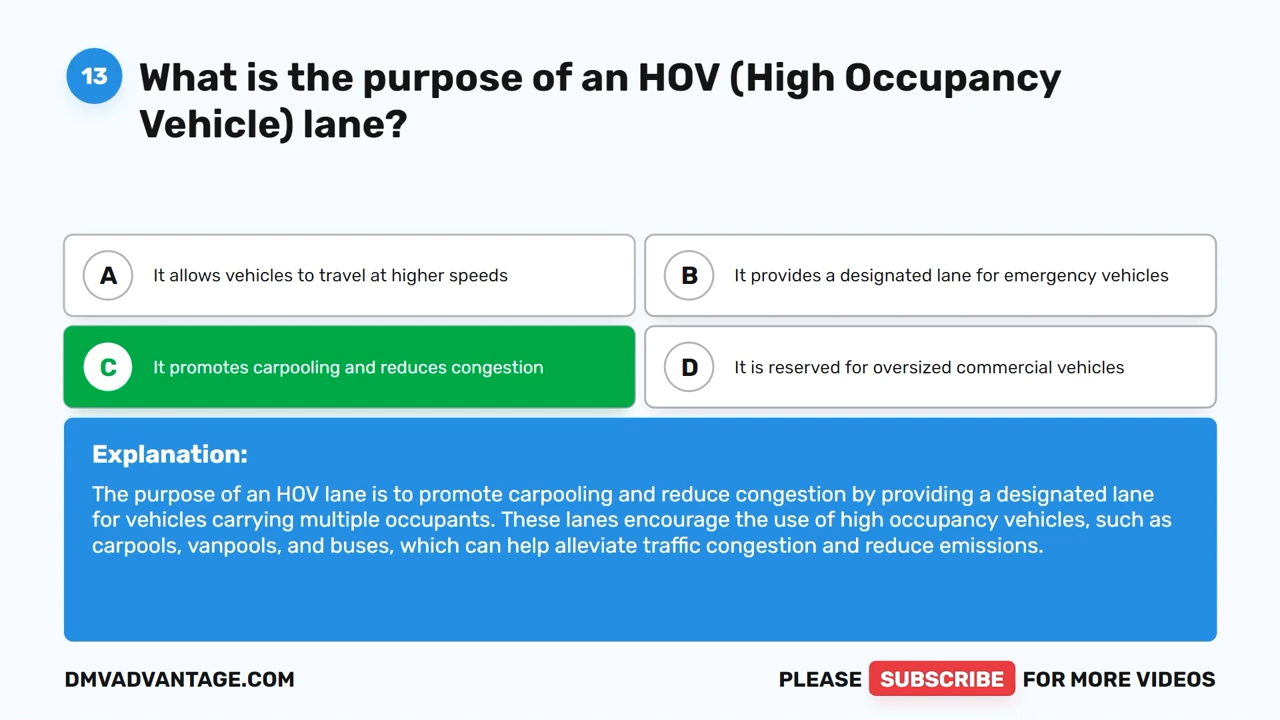 13
What is the purpose of an HOV (High Occupancy
Vehicle) lane?
A
It allows vehicles to travel at higher speeds
B
It provides a designated lane for emergency vehicles
C
It promotes carpooling and reduces congestion
D
It is reserved for oversized commercial vehicles
Explanation:
The purpose of an HOV lane is to promote carpooling and reduce congestion by providing a designated lane
for vehicles carrying multiple occupants. These lanes encourage the use of high occupancy vehicles, such as
carpools, vanpools, and buses, which can help alleviate traffic congestion and reduce emissions.
DMVADVANTAGE.COM
PLEASE SUBSCRIBE FOR MORE VIDEOS